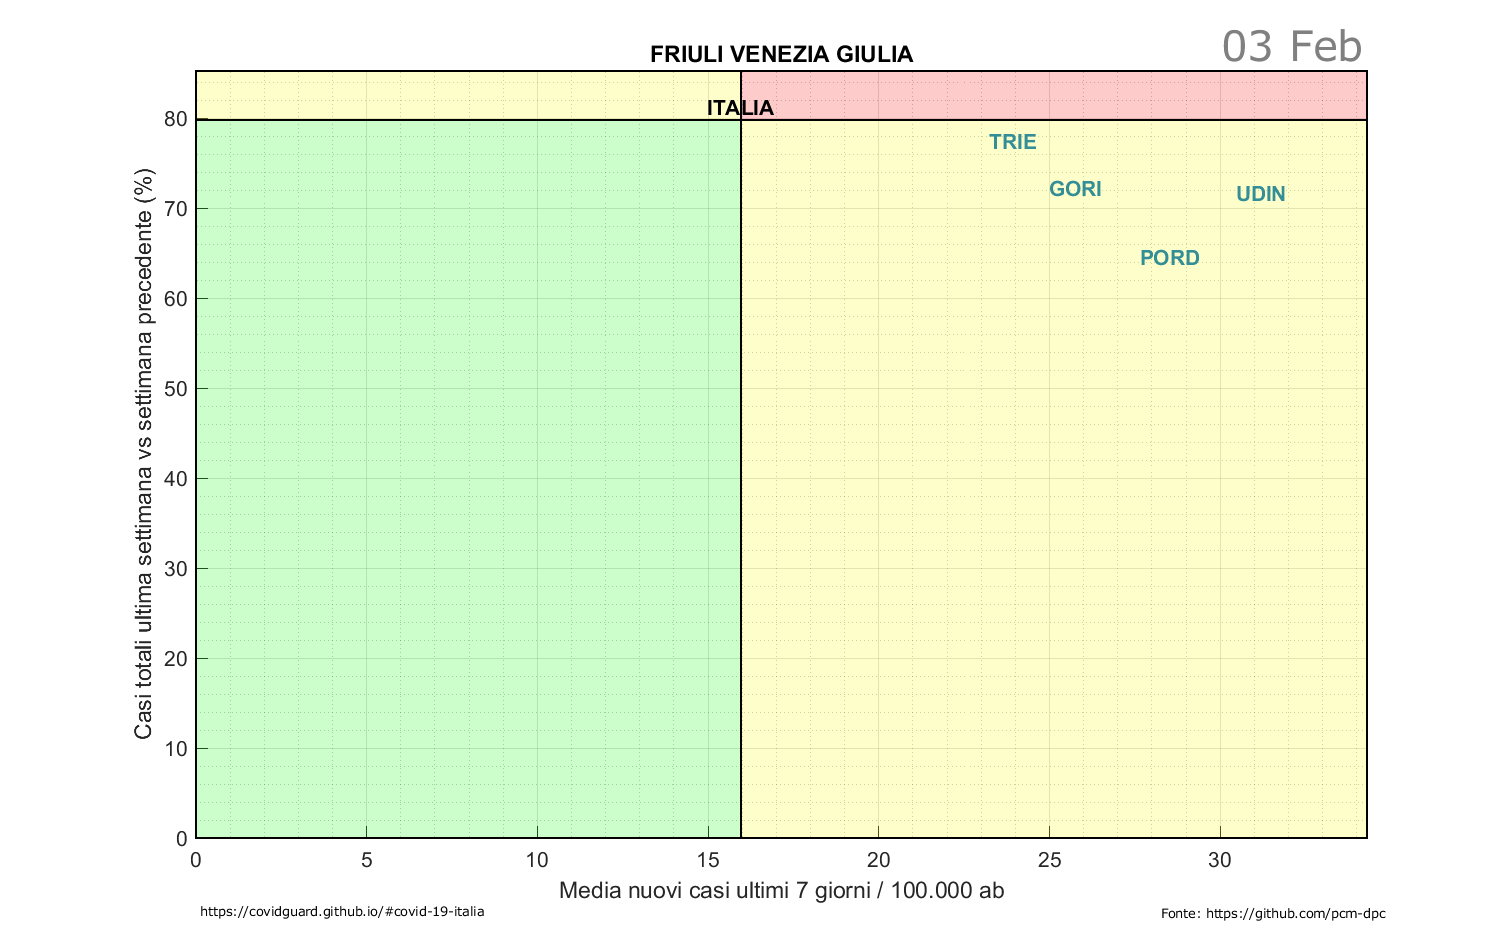 FRIULI VENEZIA GIULIA
03 Feb
ITALIA
TRIE
GORI
UDIN
PORD
Casi totali ultima settimana vs settimana precedente (%)
80
70
60
50
40
30
20
10
0
0 5 10 15 20 25 30
Media nuovi casi ultimi 7 giorni / 100.000 ab
https://covidguard.github.io/#covid-19-italia
Fonte: https://github.com/pcm-dpc